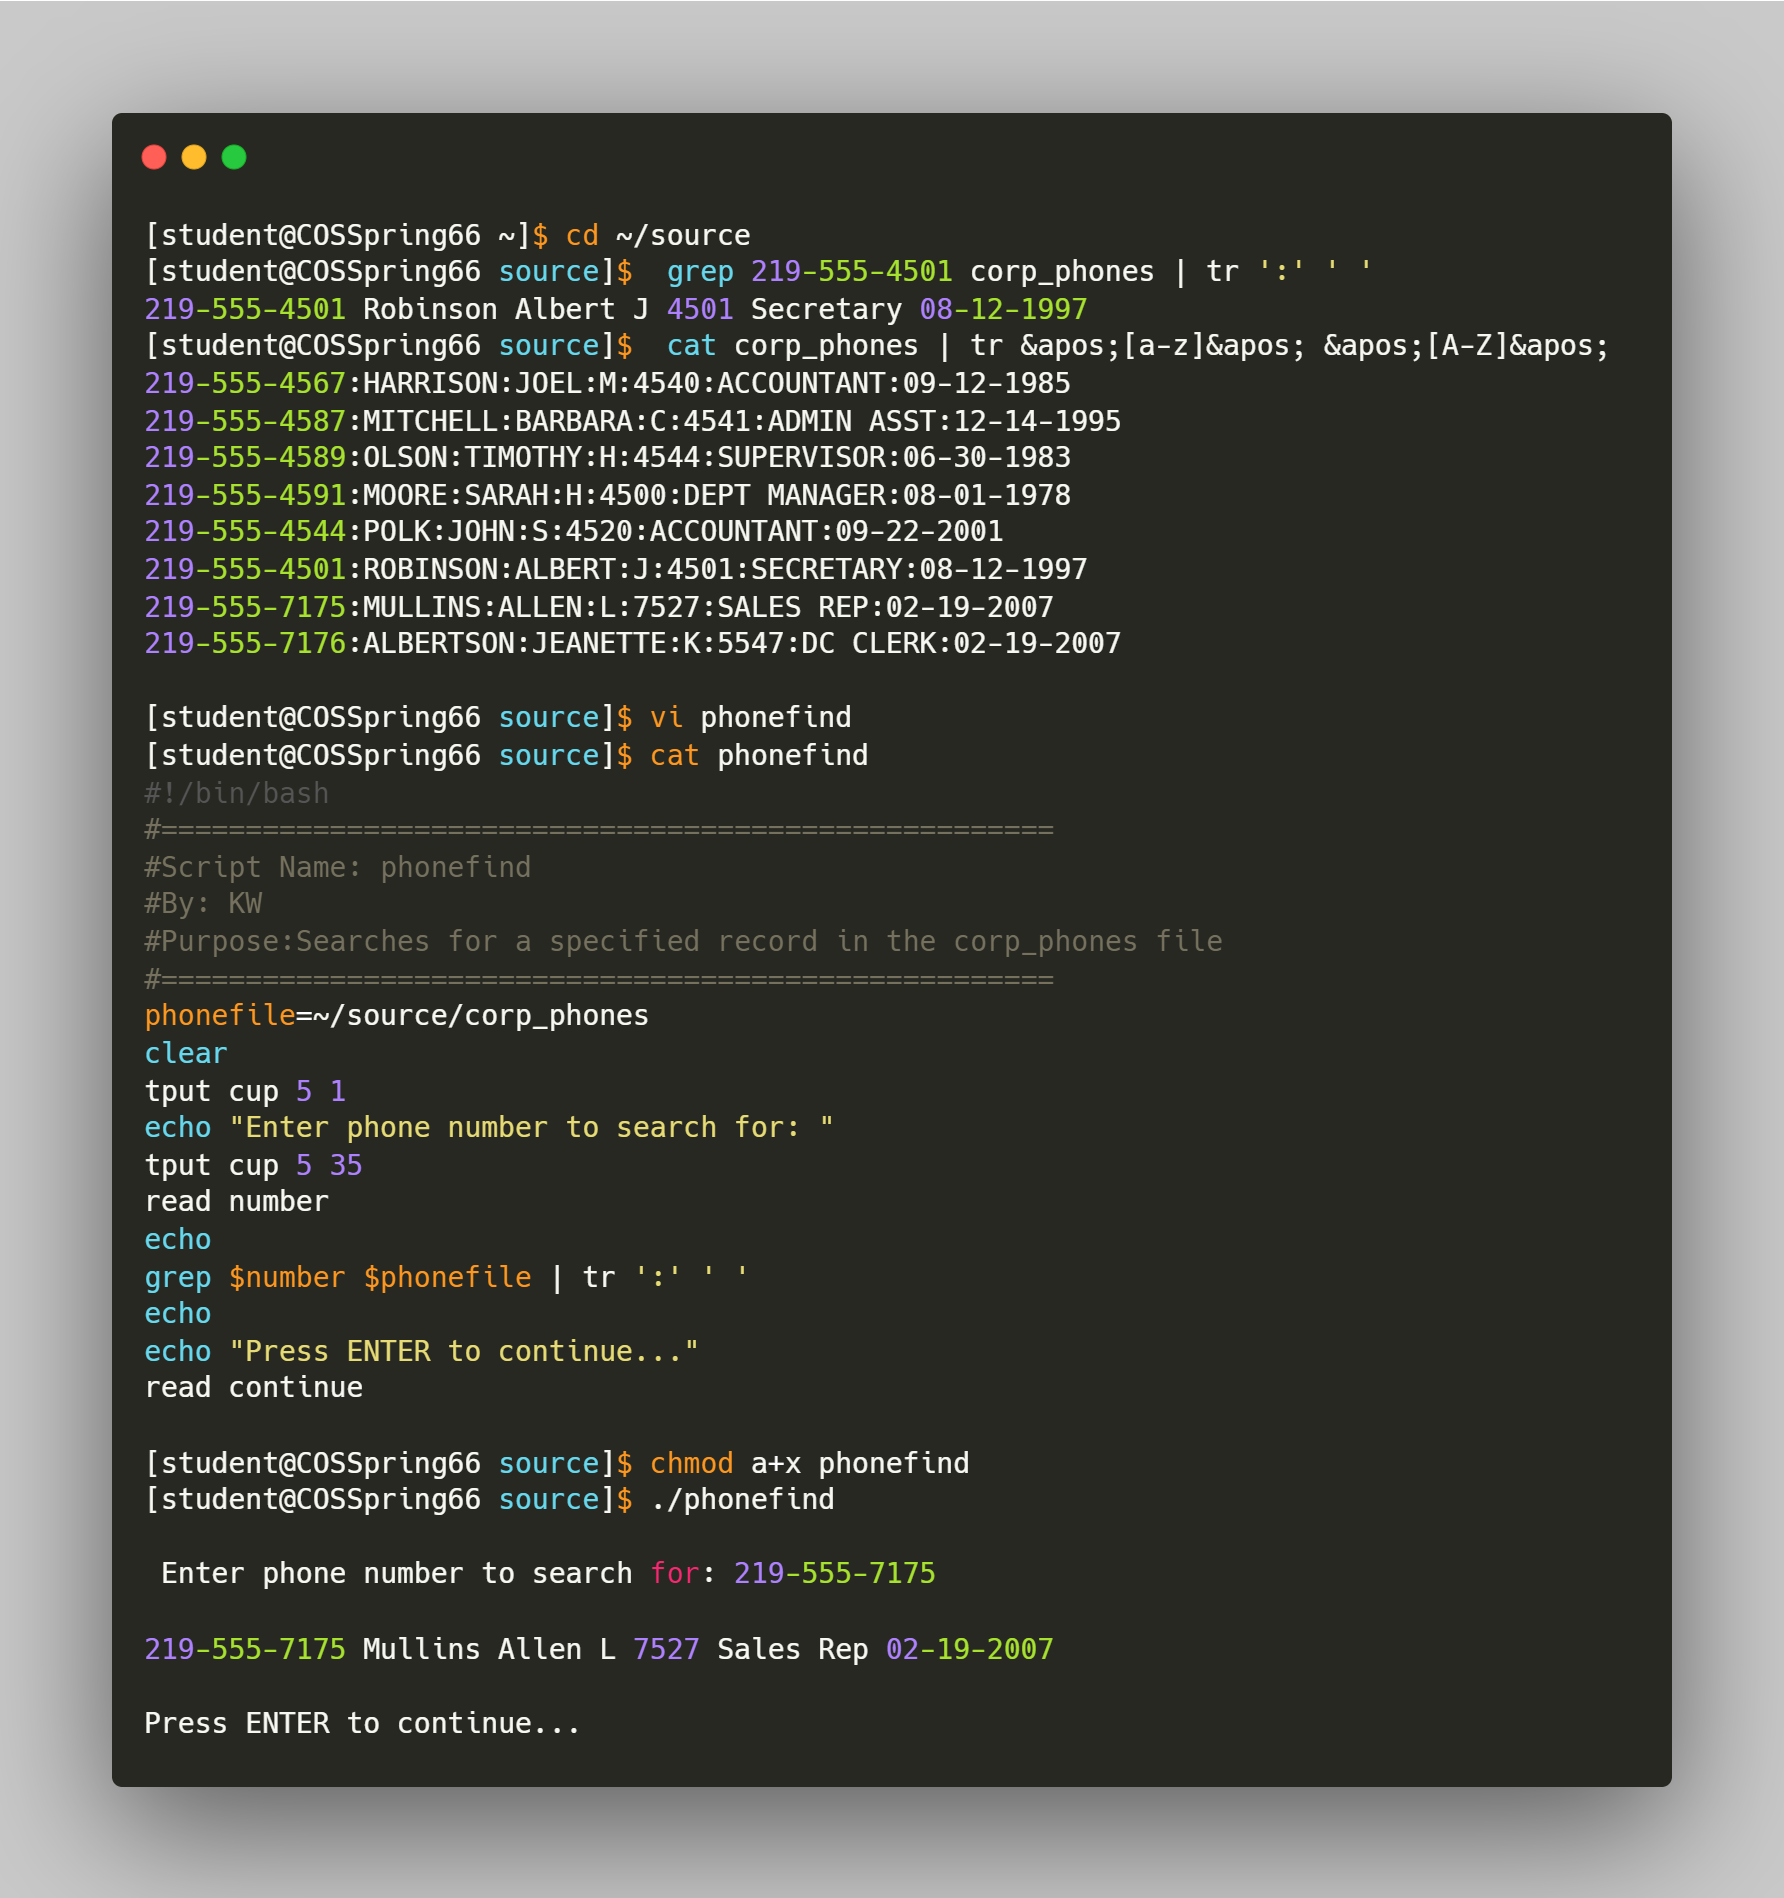 [student@COSSpring66 ~]$ cd ~/source
[student@COSSpring66 source]$  grep 219-555-4501 corp_phones | tr ':' ' '
219-555-4501 Robinson Albert J 4501 Secretary 08-12-1997
[student@COSSpring66 source]$  cat corp_phones | tr &apos;[a-z]&apos; &apos;[A-Z]&apos;
219-555-4567:HARRISON:JOEL:M:4540:ACCOUNTANT:09-12-1985
219-555-4587:MITCHELL:BARBARA:C:4541:ADMIN ASST:12-14-1995
219-555-4589:OLSON:TIMOTHY:H:4544:SUPERVISOR:06-30-1983
219-555-4591:MOORE:SARAH:H:4500:DEPT MANAGER:08-01-1978
219-555-4544:POLK:JOHN:S:4520:ACCOUNTANT:09-22-2001
219-555-4501:ROBINSON:ALBERT:J:4501:SECRETARY:08-12-1997
219-555-7175:MULLINS:ALLEN:L:7527:SALES REP:02-19-2007
219-555-7176:ALBERTSON:JEANETTE:K:5547:DC CLERK:02-19-2007

[student@COSSpring66 source]$ vi phonefind
[student@COSSpring66 source]$ cat phonefind
#!/bin/bash
#=====================================================
#Script Name: phonefind
#By: KW
#Purpose:Searches for a specified record in the corp_phones file
#=====================================================
phonefile=~/source/corp_phones
clear
tput cup 5 1
echo "Enter phone number to search for: "
tput cup 5 35
read number
echo
grep $number $phonefile | tr ':' ' '
echo
echo "Press ENTER to continue..."
read continue

[student@COSSpring66 source]$ chmod a+x phonefind
[student@COSSpring66 source]$ ./phonefind

 Enter phone number to search for: 219-555-7175

219-555-7175 Mullins Allen L 7527 Sales Rep 02-19-2007

Press ENTER to continue...